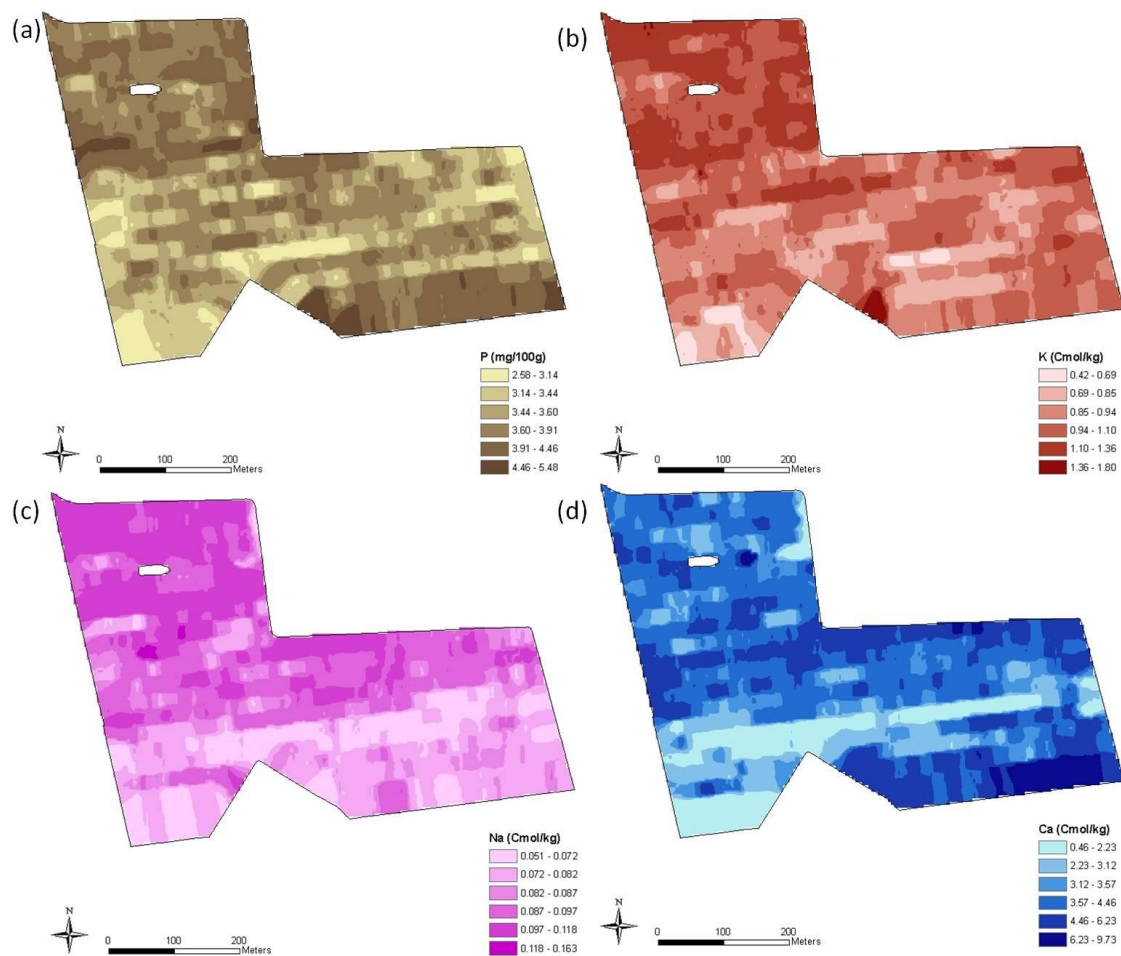 (a)
P (mg/100g)
2.58 - 3.14
3.14 - 3.44
3.44 - 3.60
3.60 - 3.91
3.91 - 4.46
4.46 - 5.48
N
0 100 200
Meters
(b)
K (Cmol/kg)
0.42 - 0.69
0.69 - 0.85
0.85 - 0.94
0.94 - 1.10
1.10 - 1.36
1.36 - 1.80
N
0 100 200
Meters
(c)
Na (Cmol/kg)
0.051 - 0.072
0.072 - 0.082
0.082 - 0.087
0.087 - 0.097
0.097 - 0.118
0.118 - 0.163
N
0 100 200
Meters
(d)
Ca (Cmol/kg)
0.46 - 2.23
2.23 - 3.12
3.12 - 3.57
3.57 - 4.46
4.46 - 6.23
6.23 - 9.73
N
0 100 200
Meters